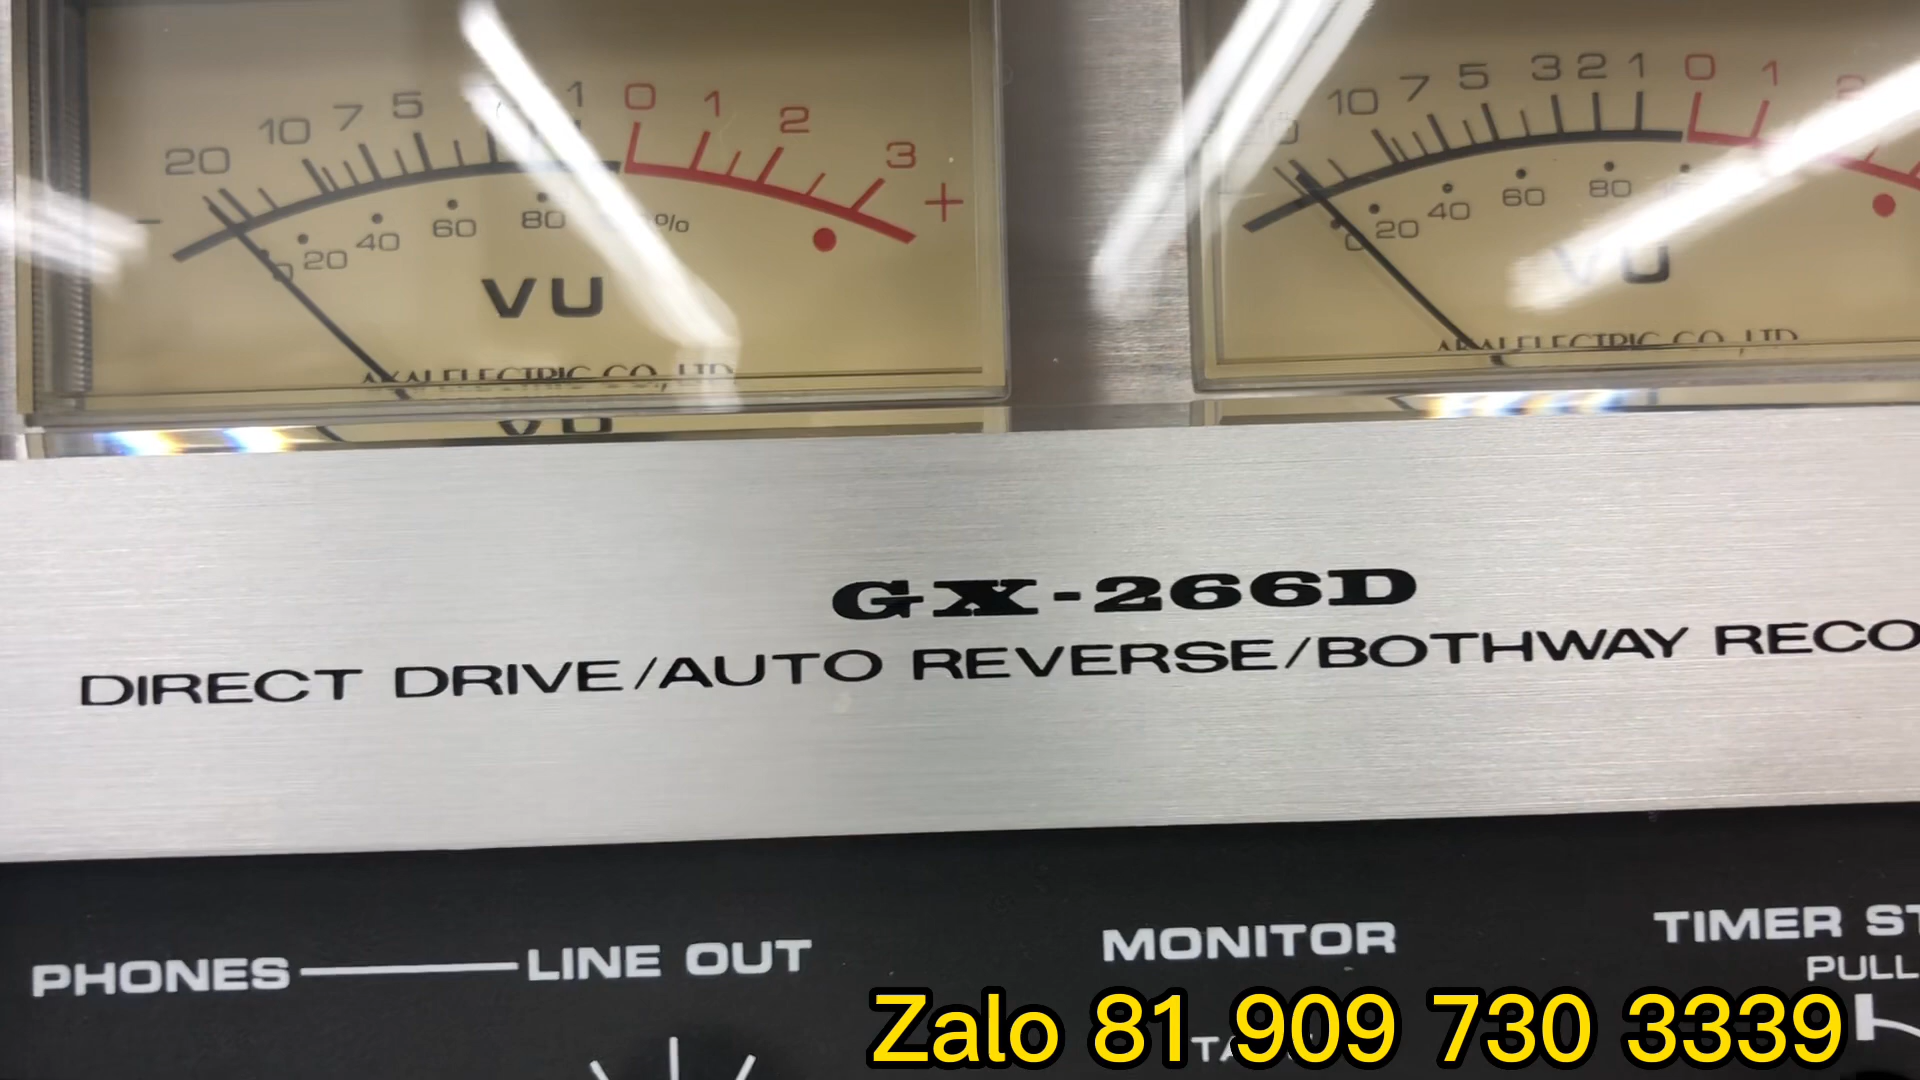 20 10 7 5 1 0 1 2 3 +
20 40 60 80 %
VU
AKAI ELECTRIC CO., LTD.
10 7 5 3 2 1 0 1 2
0 20 40 60 80
VU
AKAI ELECTRIC CO., LTD.
GX-266D
DIRECT DRIVE/AUTO REVERSE/BOTHWAY RECO
PHONES LINE OUT MONITOR TIMER ST
PULL
Zalo 81 909 730 3339